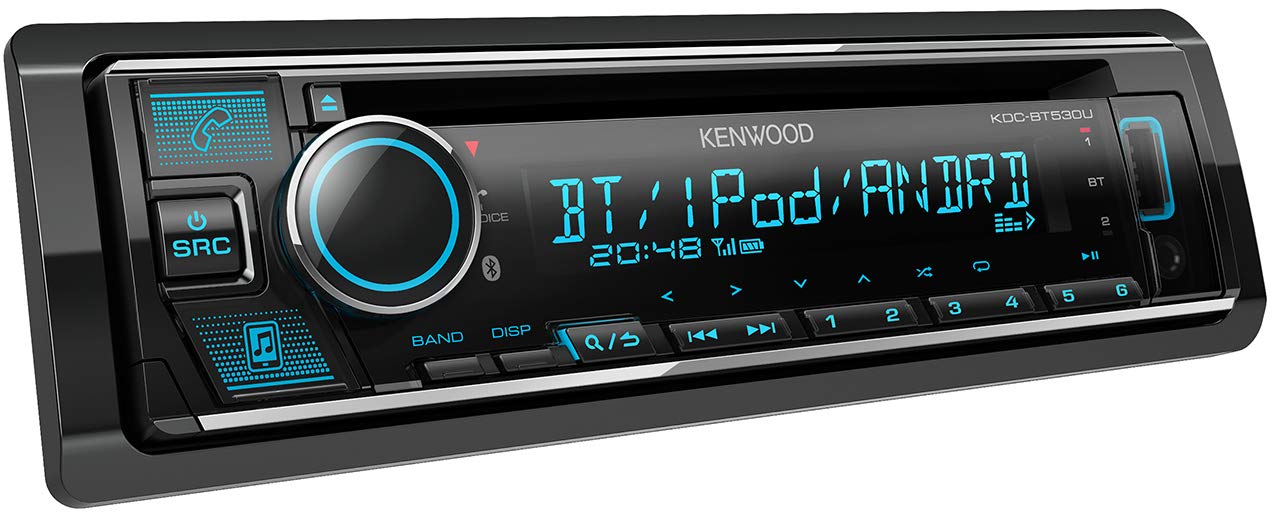 KENWOOD
KDC-BT530U
BT/iPod/ANDRD
20:48
SRC
BAND
DISP
1
BT
2
1
2
3
4
5
6